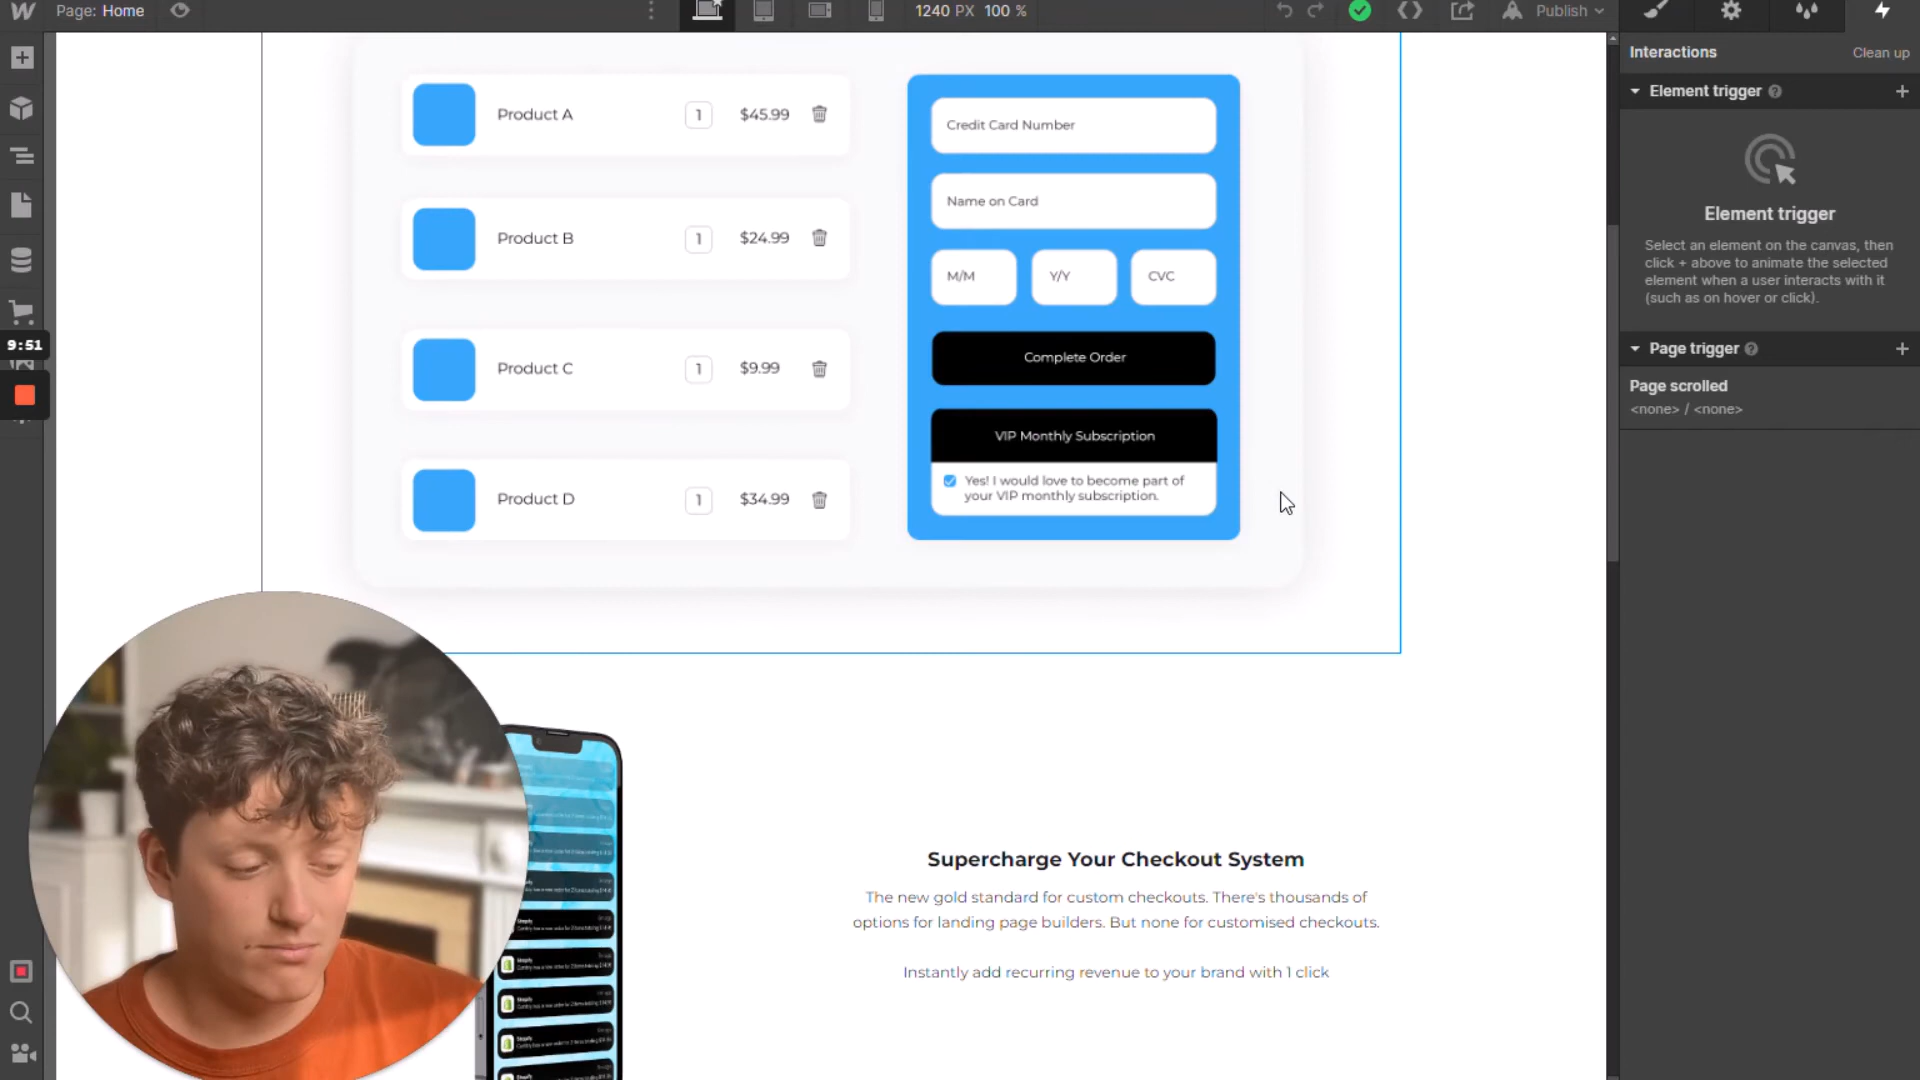 Page: Home
1240 PX 100 %
Publish
Interactions
Clean up
Element trigger
Element trigger
Select an element on the canvas, then
click + above to animate the selected
element when a user interacts with it
(such as on hover or click).
Page trigger
Page scrolled
<none> / <none>
9:51
Product A
1
$45.99
Product B
1
$24.99
Product C
1
$9.99
Product D
1
$34.99
Credit Card Number
Name on Card
M/M
Y/Y
CVC
Complete Order
VIP Monthly Subscription
Yes! I would love to become part of
your VIP monthly subscription.
Supercharge Your Checkout System
The new gold standard for custom checkouts. There's thousands of
options for landing page builders. But none for customised checkouts.
Instantly add recurring revenue to your brand with 1 click
Shopify
Shopify
Shopify
Shopify